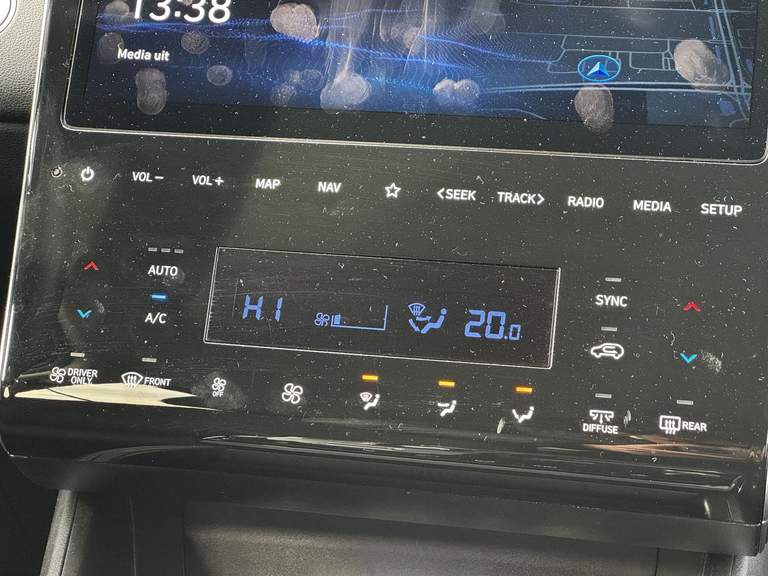 13:38
Media uit
VOL− VOL+ MAP NAV ☆ <SEEK TRACK> RADIO MEDIA SETUP
AUTO
A/C
HI
20.0
SYNC
DRIVER ONLY
FRONT
OFF
DIFFUSE
REAR